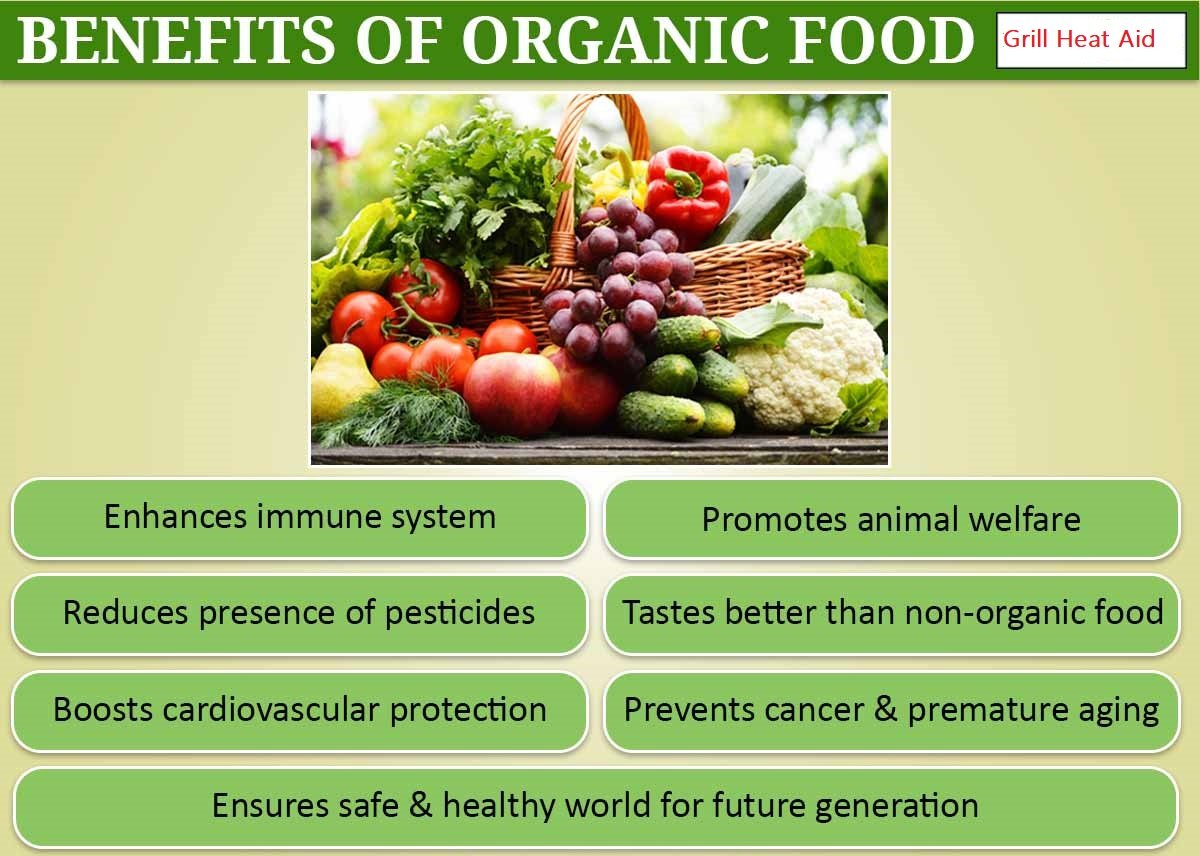 BENEFITS OF ORGANIC FOOD
Grill Heat Aid
Enhances immune system
Promotes animal welfare
Reduces presence of pesticides
Tastes better than non-organic food
Boosts cardiovascular protection
Prevents cancer & premature aging
Ensures safe & healthy world for future generation